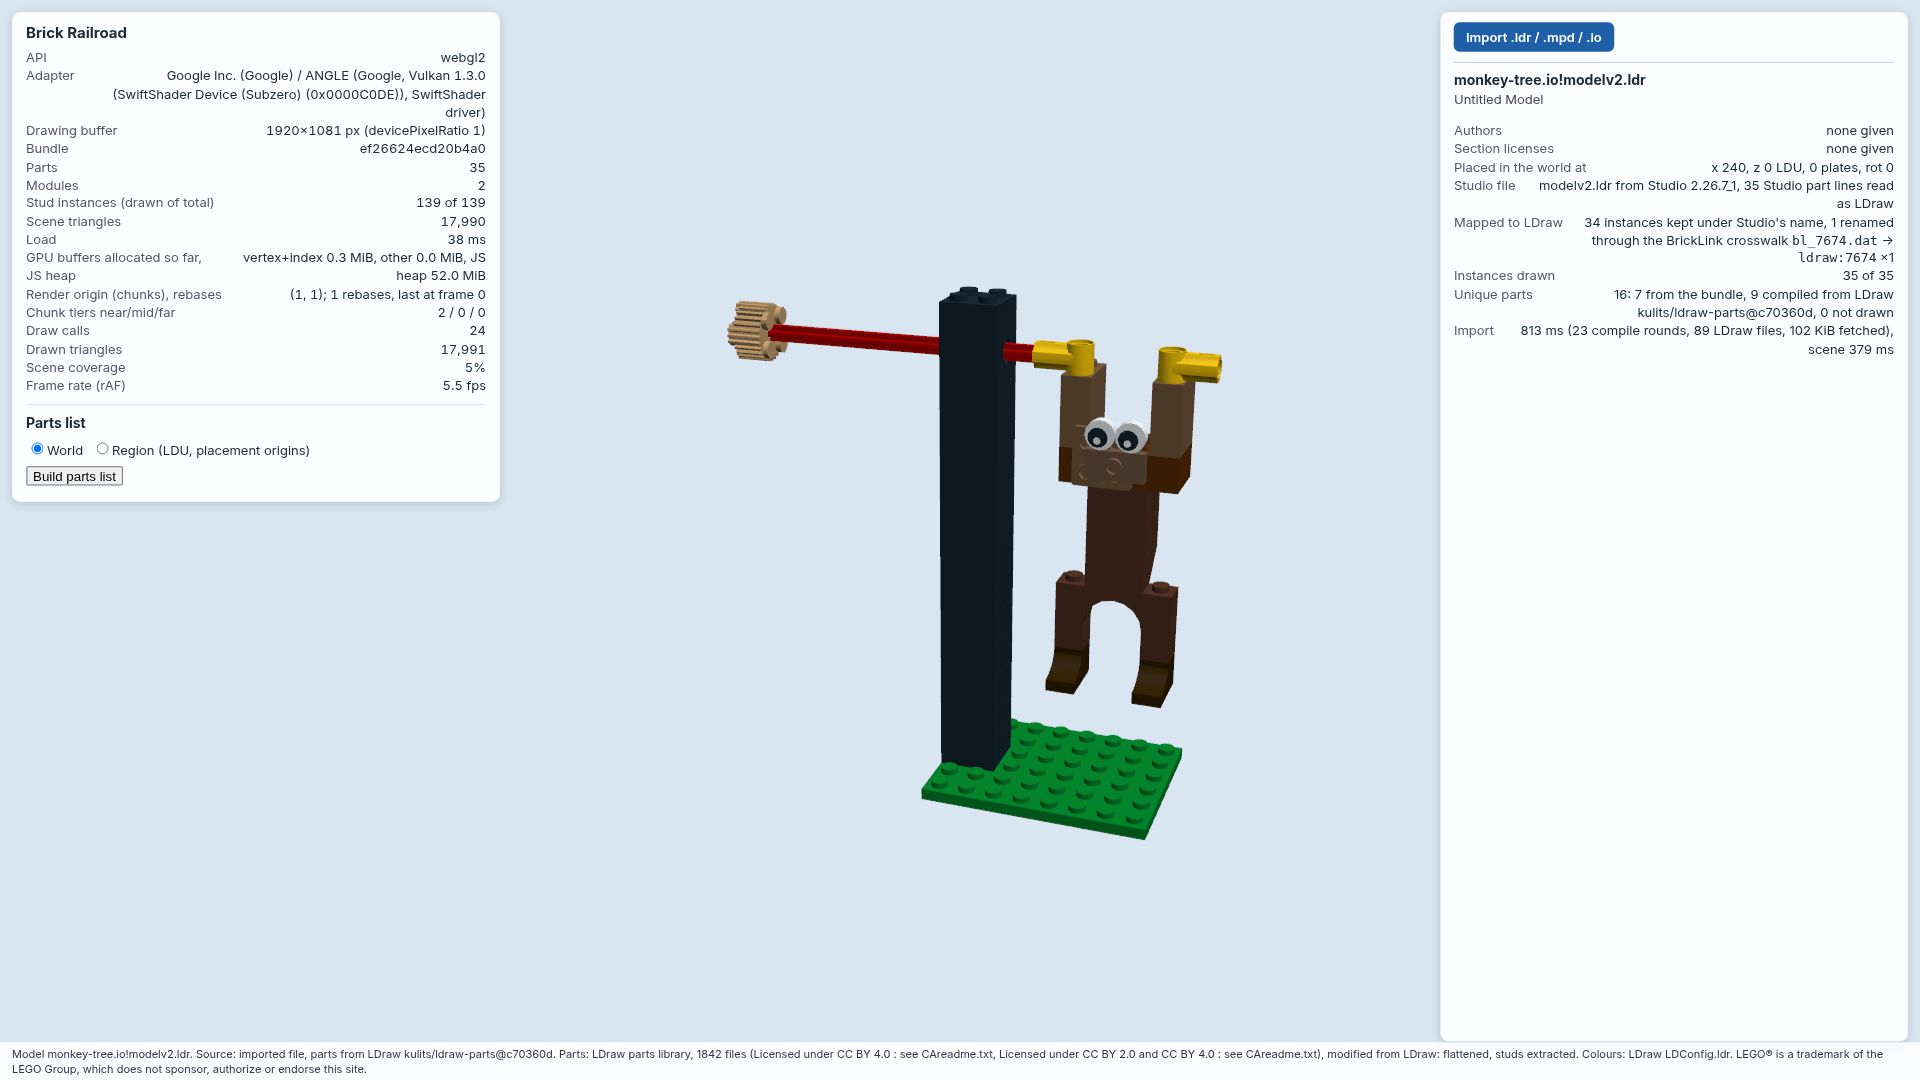 Brick Railroad
API webgl2
Adapter Google Inc. (Google) / ANGLE (Google, Vulkan 1.3.0
(SwiftShader Device (Subzero) (0x0000C0DE)), SwiftShader
driver)
Drawing buffer 1920×1081 px (devicePixelRatio 1)
Bundle ef26624ecd20b4a0
Parts 35
Modules 2
Stud instances (drawn of total) 139 of 139
Scene triangles 17,990
Load 38 ms
GPU buffers allocated so far, vertex+index 0.3 MiB, other 0.0 MiB, JS
JS heap heap 52.0 MiB
Render origin (chunks), rebases (1, 1); 1 rebases, last at frame 0
Chunk tiers near/mid/far 2 / 0 / 0
Draw calls 24
Drawn triangles 17,991
Scene coverage 5%
Frame rate (rAF) 5.5 fps
Parts list
World Region (LDU, placement origins)
Build parts list
Import .ldr / .mpd / .io
monkey-tree.io!modelv2.ldr
Untitled Model
Authors none given
Section licenses none given
Placed in the world at x 240, z 0 LDU, 0 plates, rot 0
Studio file modelv2.ldr from Studio 2.26.7_1, 35 Studio part lines read
as LDraw
Mapped to LDraw 34 instances kept under Studio's name, 1 renamed
through the BrickLink crosswalk bl_7674.dat →
ldraw:7674 ×1
Instances drawn 35 of 35
Unique parts 16: 7 from the bundle, 9 compiled from LDraw
kulits/ldraw-parts@c70360d, 0 not drawn
Import 813 ms (23 compile rounds, 89 LDraw files, 102 KiB fetched),
scene 379 ms
Model monkey-tree.io!modelv2.ldr. Source: imported file, parts from LDraw kulits/ldraw-parts@c70360d. Parts: LDraw parts library, 1842 files (Licensed under CC BY 4.0 : see CAreadme.txt, Licensed under CC BY 2.0 and CC BY 4.0 : see CAreadme.txt), modified from LDraw: flattened, studs extracted. Colours: LDraw LDConfig.ldr. LEGO® is a trademark of the
LEGO Group, which does not sponsor, authorize or endorse this site.